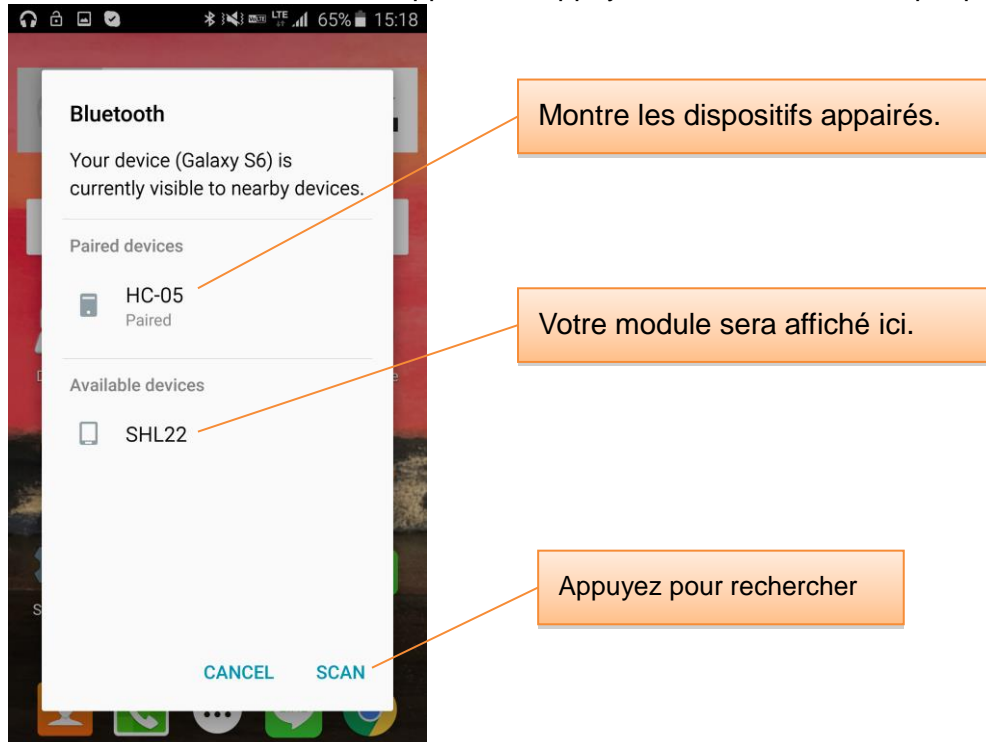 65% 15:18
Bluetooth
Your device (Galaxy S6) is
currently visible to nearby devices.
Paired devices
HC-05
Paired
Available devices
SHL22
CANCEL SCAN
Montre les dispositifs appairés.
Votre module sera affiché ici.
Appuyez pour rechercher